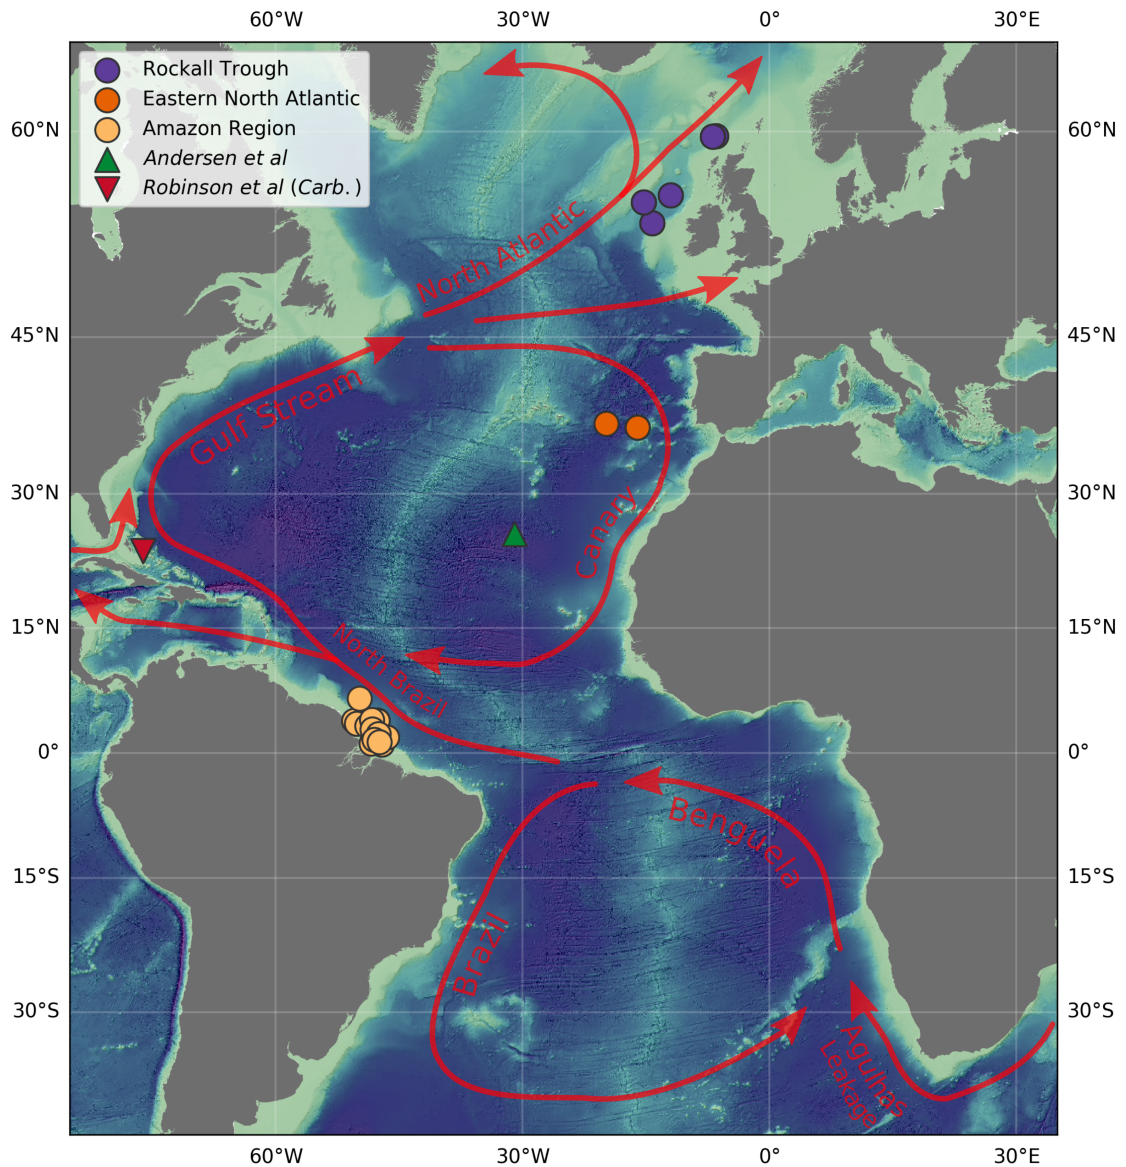 60°W 30°W 0° 30°E
Rockall Trough
Eastern North Atlantic
Amazon Region
Andersen et al
Robinson et al (Carb.)
60°N 60°N
North Atlantic
45°N 45°N
Gulf Stream
30°N 30°N
Canary
15°N 15°N
North Brazil
0° 0°
Benguela
15°S 15°S
Brazil
30°S 30°S
Agulhas
Leakage
60°W 30°W 0° 30°E